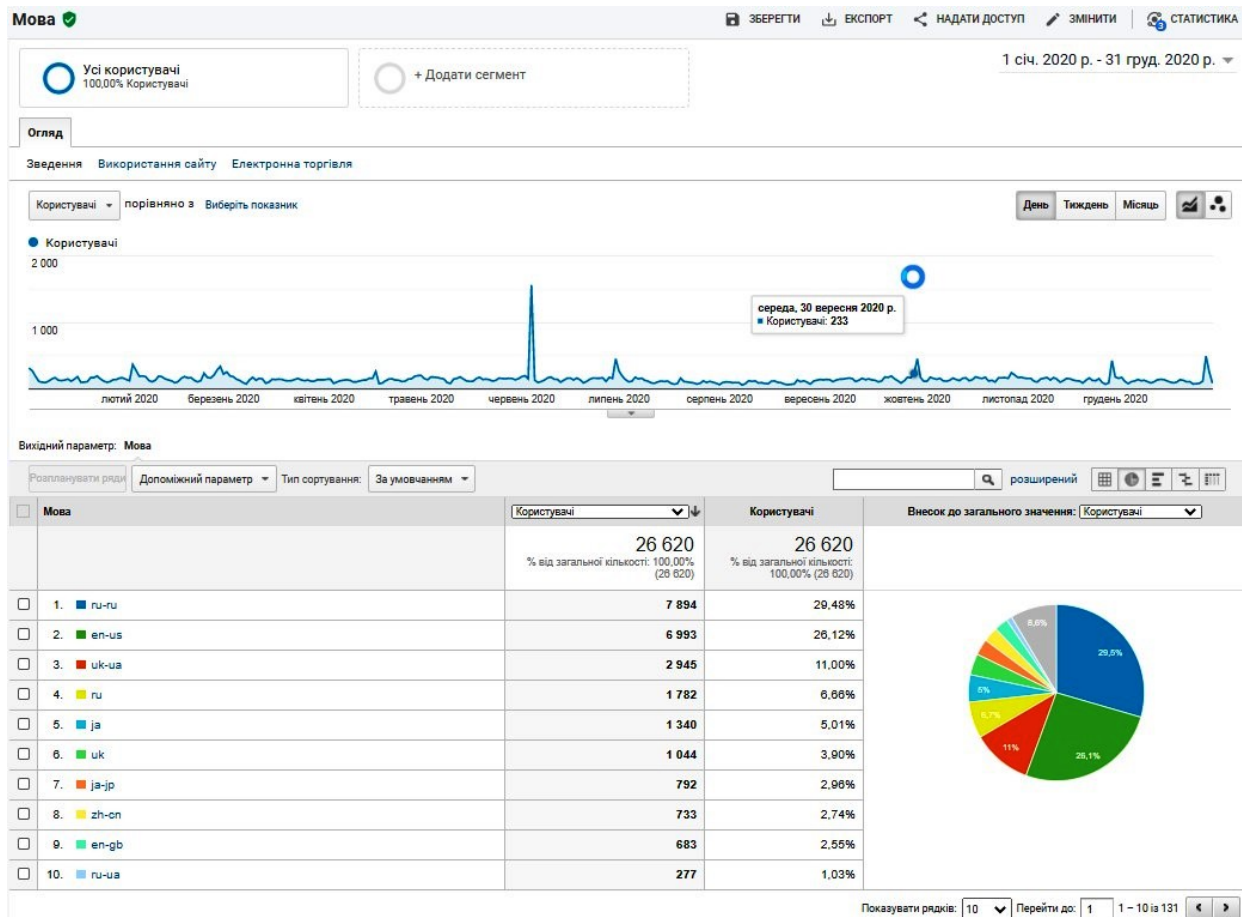 Мова
ЗБЕРЕГТИ ЕКСПОРТ НАДАТИ ДОСТУП ЗМІНИТИ 3 СТАТИСТИКА
Усі користувачі
100,00% Користувачі
+ Додати сегмент
1 січ. 2020 р. - 31 груд. 2020 р.
Огляд
Зведення Використання сайту Електронна торгівля
Користувачі порівняно з Виберіть показник
День Тиждень Місяць
Користувачі
2 000
1 000
середа, 30 вересня 2020 р.
Користувачі: 233
лютий 2020 березень 2020 квітень 2020 травень 2020 червень 2020 липень 2020 серпень 2020 вересень 2020 жовтень 2020 листопад 2020 грудень 2020
Вихідний параметр: Мова
Розпланувати ряди Допоміжний параметр Тип сортування: За умовчанням розширений
Мова Користувачі Користувачі Внесок до загального значення: Користувачі
26 620 26 620
% від загальної кількості: 100,00% (26 620) % від загальної кількості: 100,00% (26 620)
1. ru-ru 7 894 29,48%
2. en-us 6 993 26,12%
3. uk-ua 2 945 11,00%
4. ru 1 782 6,66%
5. ja 1 340 5,01%
6. uk 1 044 3,90%
7. ja-jp 792 2,96%
8. zh-cn 733 2,74%
9. en-gb 683 2,55%
10. ru-ua 277 1,03%
8,6%
29,5%
5%
6,7%
11%
26,1%
Показувати рядків: 10 Перейти до: 1 1 – 10 із 131